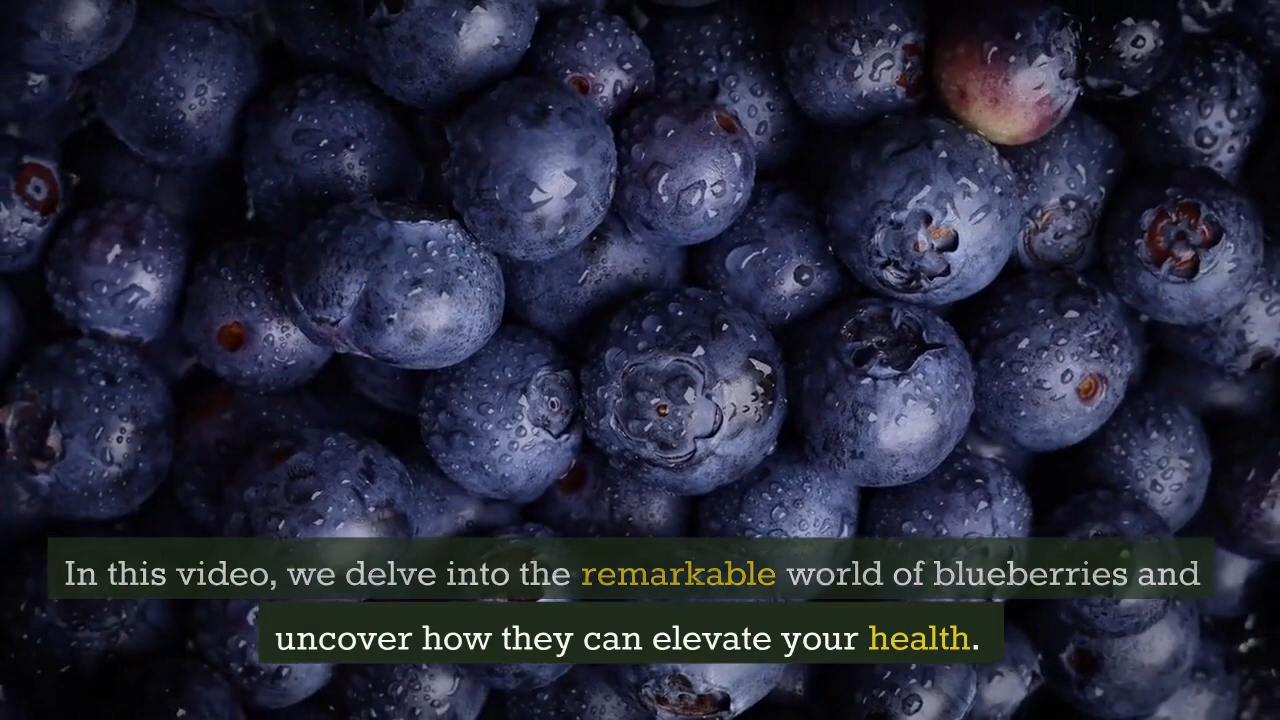 In this video, we delve into the remarkable world of blueberries and
uncover how they can elevate your health.